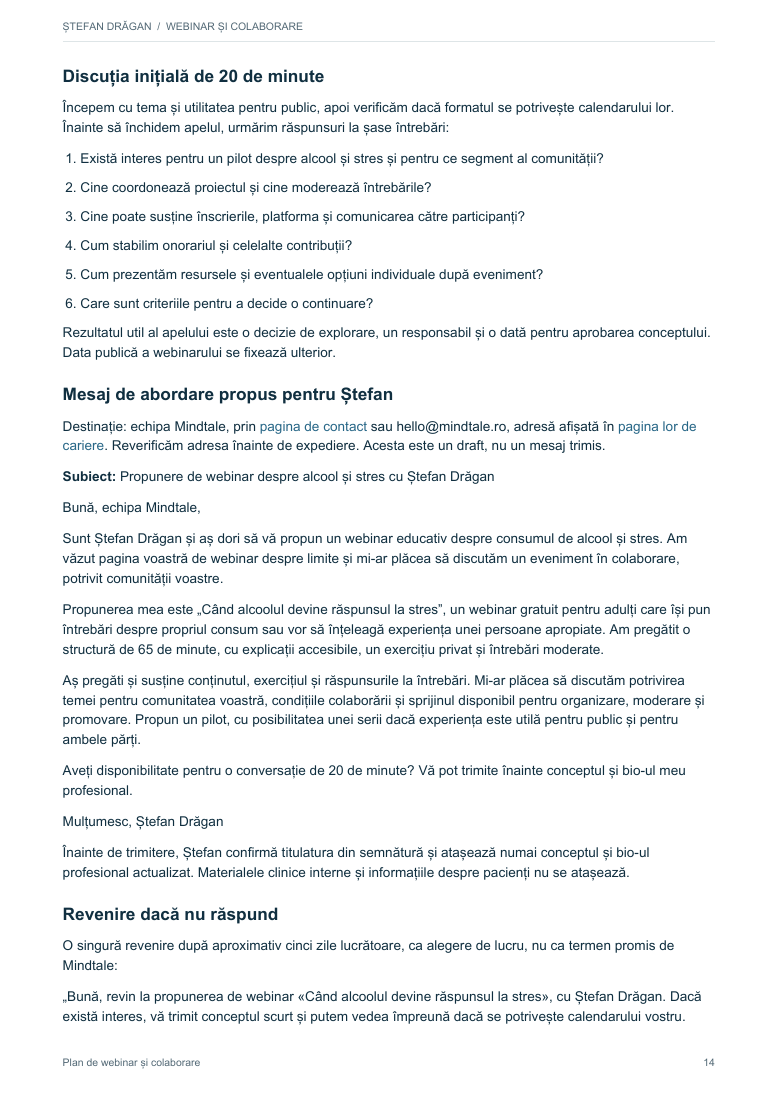 ȘTEFAN DRĂGAN / WEBINAR ȘI COLABORARE
Discuția inițială de 20 de minute
Începem cu tema și utilitatea pentru public, apoi verificăm dacă formatul se potrivește calendarului lor.
Înainte să închidem apelul, urmărim răspunsuri la șase întrebări:
1. Există interes pentru un pilot despre alcool și stres și pentru ce segment al comunității?
2. Cine coordonează proiectul și cine moderează întrebările?
3. Cine poate susține înscrierile, platforma și comunicarea către participanți?
4. Cum stabilim onorariul și celelalte contribuții?
5. Cum prezentăm resursele și eventualele opțiuni individuale după eveniment?
6. Care sunt criteriile pentru a decide o continuare?
Rezultatul util al apelului este o decizie de explorare, un responsabil și o dată pentru aprobarea conceptului.
Data publică a webinarului se fixează ulterior.
Mesaj de abordare propus pentru Ștefan
Destinație: echipa Mindtale, prin pagina de contact sau hello@mindtale.ro, adresă afișată în pagina lor de
cariere. Reverificăm adresa înainte de expediere. Acesta este un draft, nu un mesaj trimis.
Subiect: Propunere de webinar despre alcool și stres cu Ștefan Drăgan
Bună, echipa Mindtale,
Sunt Ștefan Drăgan și aș dori să vă propun un webinar educativ despre consumul de alcool și stres. Am
văzut pagina voastră de webinar despre limite și mi-ar plăcea să discutăm un eveniment în colaborare,
potrivit comunității voastre.
Propunerea mea este „Când alcoolul devine răspunsul la stres”, un webinar gratuit pentru adulți care își pun
întrebări despre propriul consum sau vor să înțeleagă experiența unei persoane apropiate. Am pregătit o
structură de 65 de minute, cu explicații accesibile, un exercițiu privat și întrebări moderate.
Aș pregăti și susține conținutul, exercițiul și răspunsurile la întrebări. Mi-ar plăcea să discutăm potrivirea
temei pentru comunitatea voastră, condițiile colaborării și sprijinul disponibil pentru organizare, moderare și
promovare. Propun un pilot, cu posibilitatea unei serii dacă experiența este utilă pentru public și pentru
ambele părți.
Aveți disponibilitate pentru o conversație de 20 de minute? Vă pot trimite înainte conceptul și bio-ul meu
profesional.
Mulțumesc, Ștefan Drăgan
Înainte de trimitere, Ștefan confirmă titulatura din semnătură și atașează numai conceptul și bio-ul
profesional actualizat. Materialele clinice interne și informațiile despre pacienți nu se atașează.
Revenire dacă nu răspund
O singură revenire după aproximativ cinci zile lucrătoare, ca alegere de lucru, nu ca termen promis de
Mindtale:
„Bună, revin la propunerea de webinar «Când alcoolul devine răspunsul la stres», cu Ștefan Drăgan. Dacă
există interes, vă trimit conceptul scurt și putem vedea împreună dacă se potrivește calendarului vostru.
Plan de webinar și colaborare
14